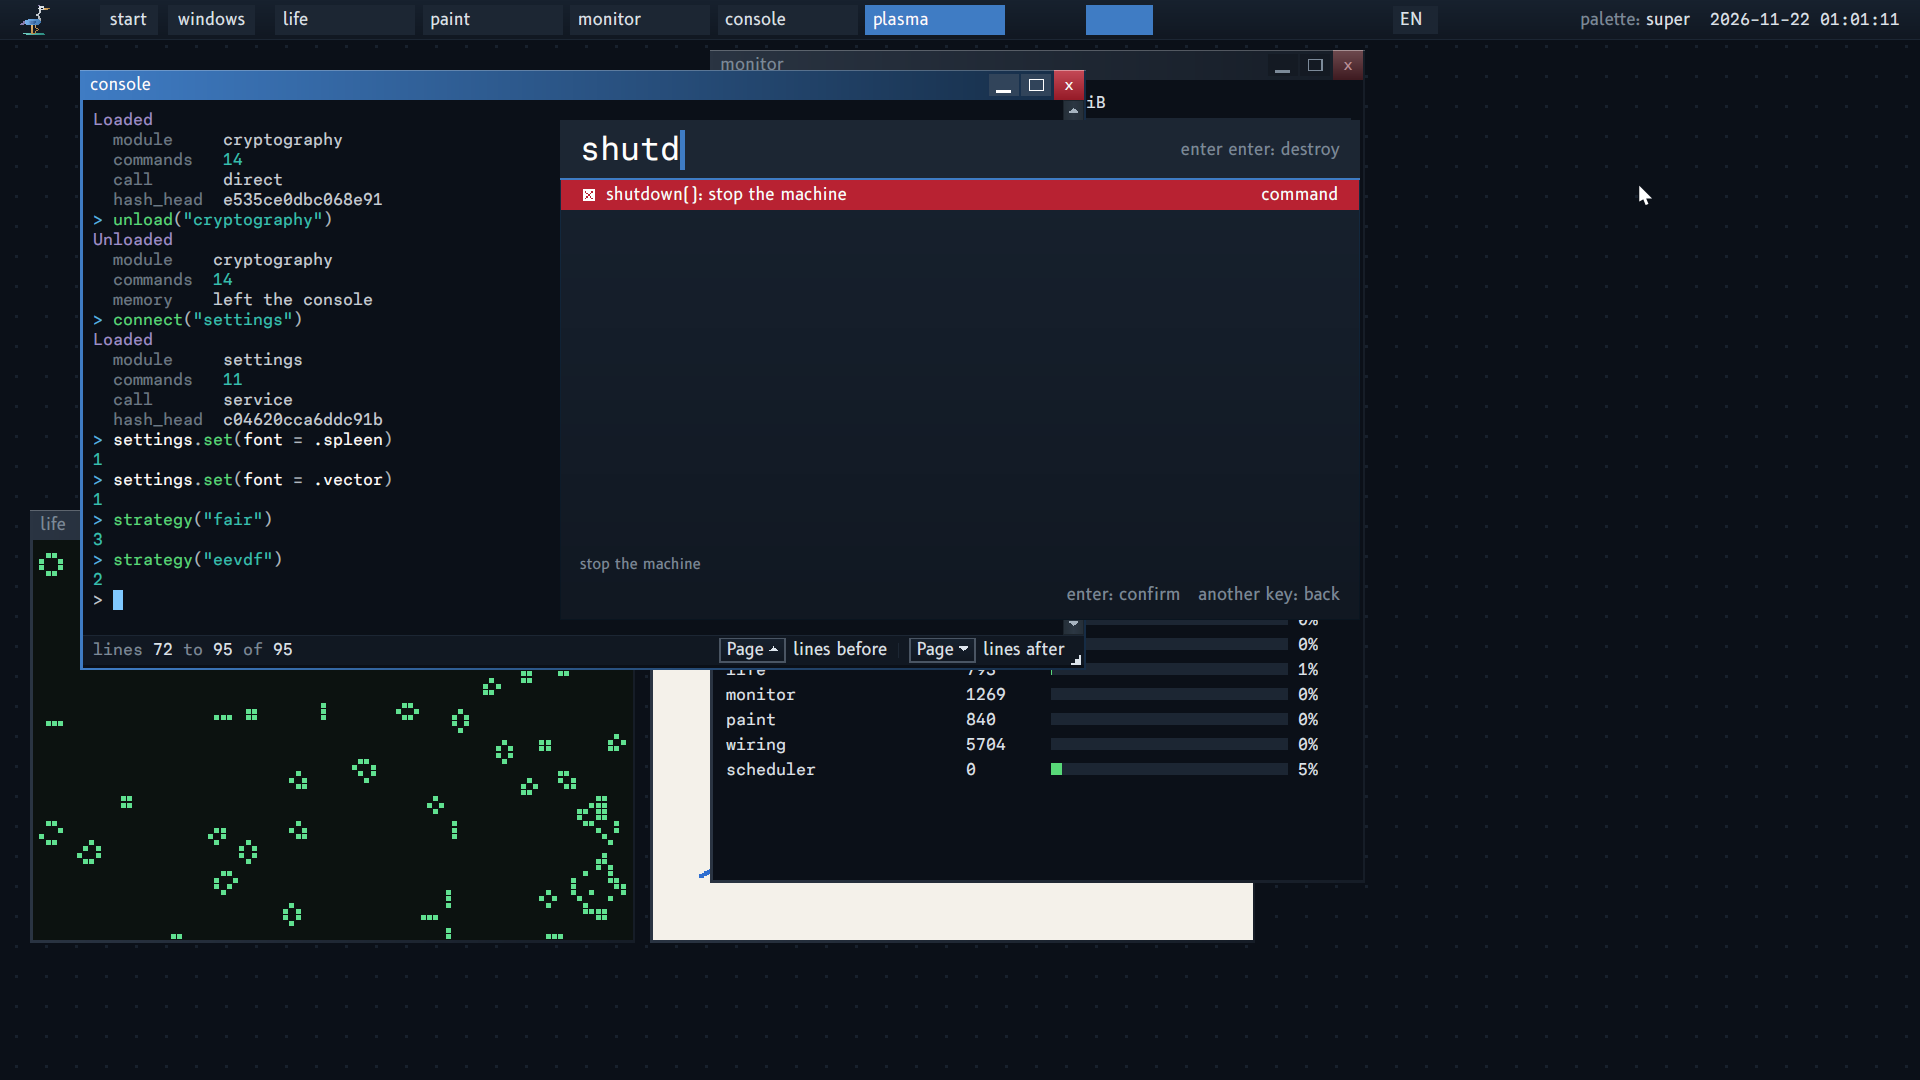 start windows life paint monitor console plasma EN palette: super 2026-11-22 01:01:11
monitor x
console x
iB
Loaded
module cryptography
commands 14
call direct
hash_head e535ce0dbc068e91
> unload("cryptography")
Unloaded
module cryptography
commands 14
memory left the console
> connect("settings")
Loaded
module settings
commands 11
call service
hash_head c04620cca6ddc91b
> settings.set(font = .spleen)
1
> settings.set(font = .vector)
1
> strategy("fair")
3
> strategy("eevdf")
2
>
lines 72 to 95 of 95 Page lines before Page lines after
shutd enter enter: destroy
shutdown[]: stop the machine command
stop the machine
enter: confirm another key: back
life
0%
0%
life 793 1%
monitor 1269 0%
paint 840 0%
wiring 5704 0%
scheduler 0 5%